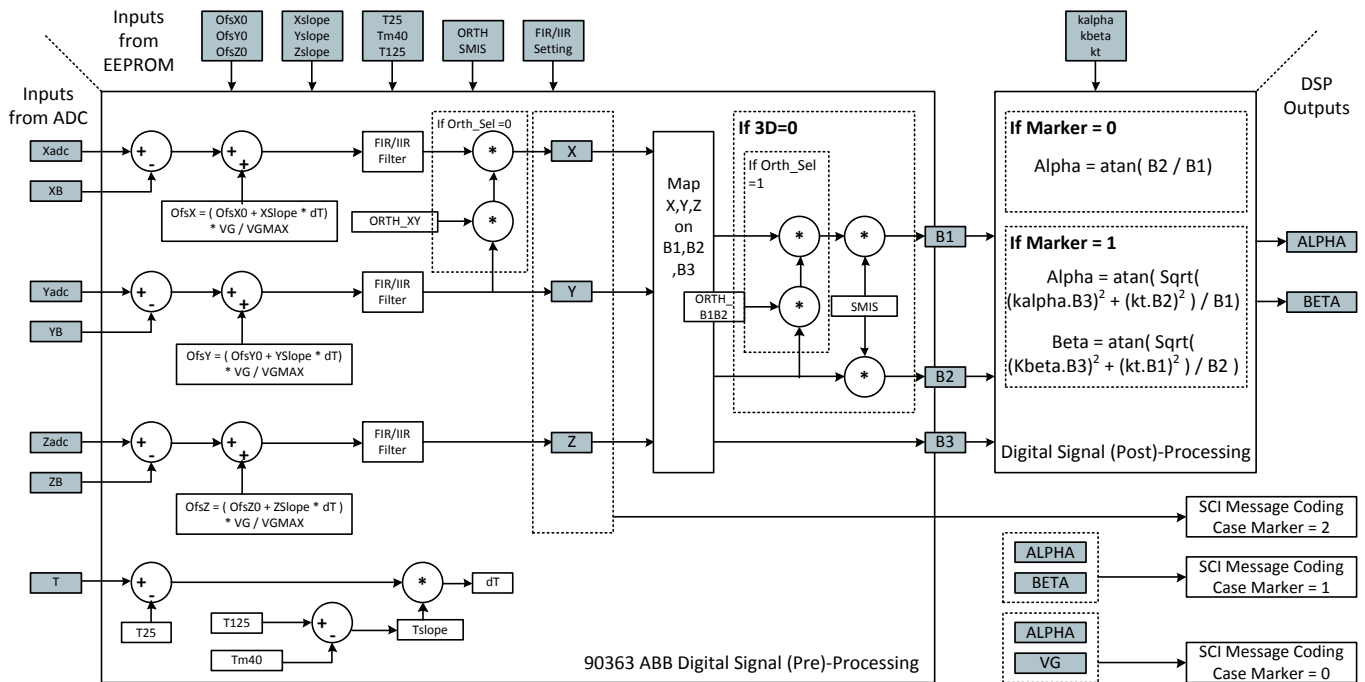 Inputs
from
EEPROM
OfsX0
OfsY0
OfsZ0
Xslope
Yslope
Zslope
T25
Tm40
T125
ORTH
SMIS
FIR/IIR
Setting
kalpha
kbeta
kt
DSP
Outputs
Inputs
from ADC
Xadc
XB
+
-
+
+
OfsX = ( OfsX0 + XSlope * dT)
* VG / VGMAX
FIR/IIR
Filter
If Orth_Sel =0
*
ORTH_XY
*
X
Yadc
YB
+
-
+
+
OfsY = ( OfsY0 + YSlope * dT)
* VG / VGMAX
FIR/IIR
Filter
Y
Zadc
ZB
+
-
+
+
OfsZ = ( OfsZ0 + ZSlope * dT )
* VG / VGMAX
FIR/IIR
Filter
Z
Map
X,Y,Z
on
B1,B2
,B3
If 3D=0
If Orth_Sel
=1
*
*
ORTH_
B1B2
*
SMIS
*
B1
B2
B3
If Marker = 0
Alpha = atan( B2 / B1)
If Marker = 1
Alpha = atan( Sqrt(
(kalpha.B3)² + (kt.B2)² ) / B1)
Beta = atan( Sqrt(
(Kbeta.B3)² + (kt.B1)² ) / B2 )
Digital Signal (Post)-Processing
ALPHA
BETA
T
+
-
T25
*
dT
T125
Tm40
+
-
Tslope
90363 ABB Digital Signal (Pre)-Processing
SCI Message Coding
Case Marker = 2
ALPHA
BETA
SCI Message Coding
Case Marker = 1
ALPHA
VG
SCI Message Coding
Case Marker = 0